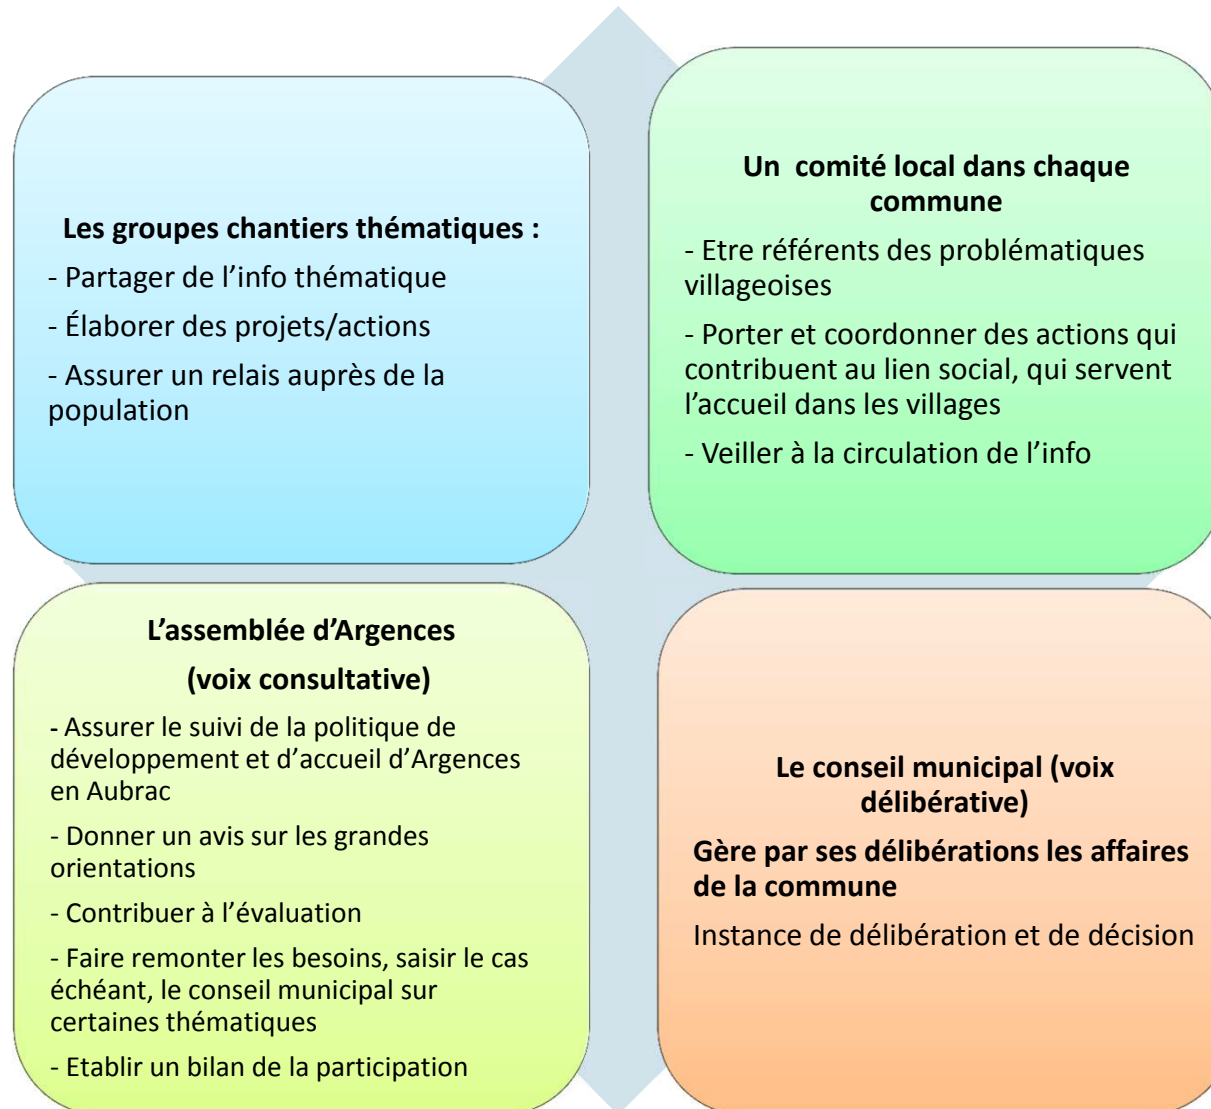 Les groupes chantiers thématiques :
- Partager de l’info thématique
- Élaborer des projets/actions
- Assurer un relais auprès de la
population
Un comité local dans chaque
commune
- Etre référents des problématiques
villageoises
- Porter et coordonner des actions qui
contribuent au lien social, qui servent
l’accueil dans les villages
- Veiller à la circulation de l’info
L’assemblée d’Argences
(voix consultative)
- Assurer le suivi de la politique de
développement et d’accueil d’Argences
en Aubrac
- Donner un avis sur les grandes
orientations
- Contribuer à l’évaluation
- Faire remonter les besoins, saisir le cas
échéant, le conseil municipal sur
certaines thématiques
- Etablir un bilan de la participation
Le conseil municipal (voix
délibérative)
Gère par ses délibérations les affaires
de la commune
Instance de délibération et de décision